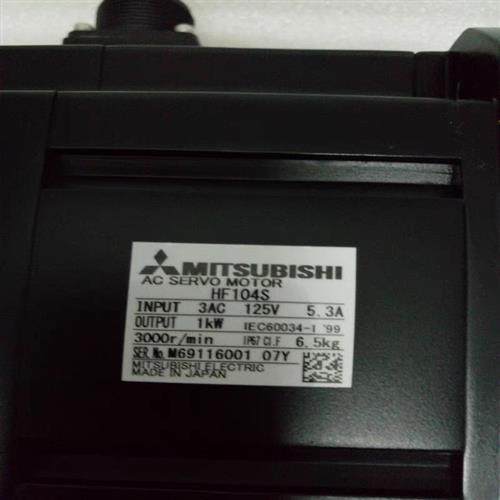 MITSUBISHI
AC SERVO MOTOR
HF104S
INPUT 3AC 125V 5.3A
OUTPUT 1kW IEC60034-1 '99
3000r/min IP67 Cl.F 6.5kg
SER.No.M69116001 07Y
MITSUBISHI ELECTRIC
MADE IN JAPAN